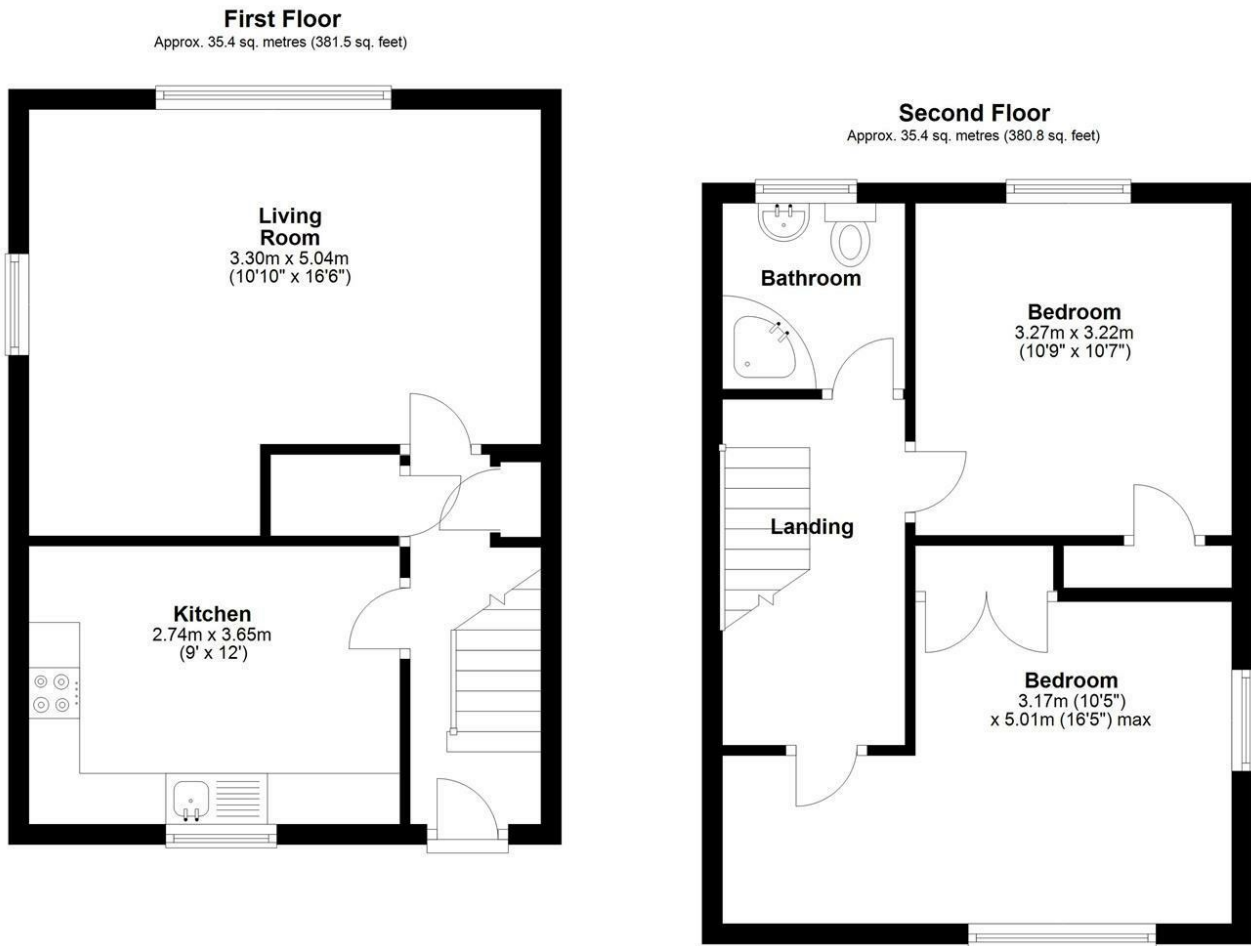 First Floor
Approx. 35.4 sq. metres (381.5 sq. feet)
Living
Room
3.30m x 5.04m
(10'10" x 16'6")
Kitchen
2.74m x 3.65m
(9' x 12')
Second Floor
Approx. 35.4 sq. metres (380.8 sq. feet)
Bathroom
Bedroom
3.27m x 3.22m
(10'9" x 10'7")
Landing
Bedroom
3.17m (10'5")
x 5.01m (16'5") max